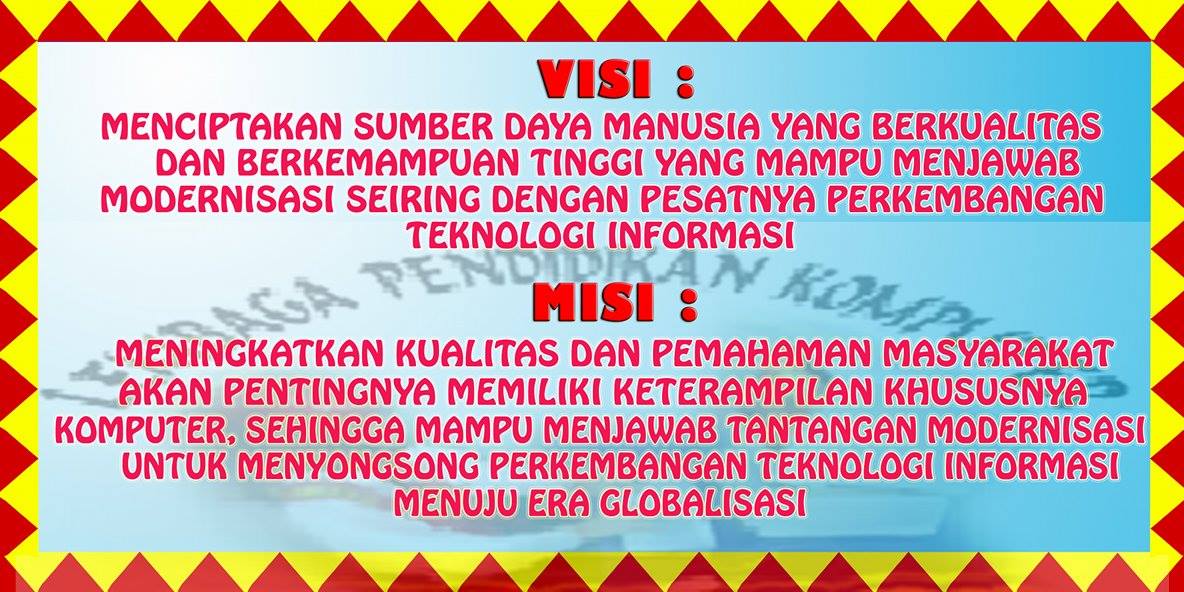 VISI :
MENCIPTAKAN SUMBER DAYA MANUSIA YANG BERKUALITAS
DAN BERKEMAMPUAN TINGGI YANG MAMPU MENJAWAB
MODERNISASI SEIRING DENGAN PESATNYA PERKEMBANGAN
TEKNOLOGI INFORMASI
PENDIDIKAN
MISI :
MENINGKATKAN KUALITAS DAN PEMAHAMAN MASYARAKAT
AKAN PENTINGNYA MEMILIKI KETERAMPILAN KHUSUSNYA
KOMPUTER, SEHINGGA MAMPU MENJAWAB TANTANGAN MODERNISASI
UNTUK MENYONGSONG PERKEMBANGAN TEKNOLOGI INFORMASI
MENUJU ERA GLOBALISASI